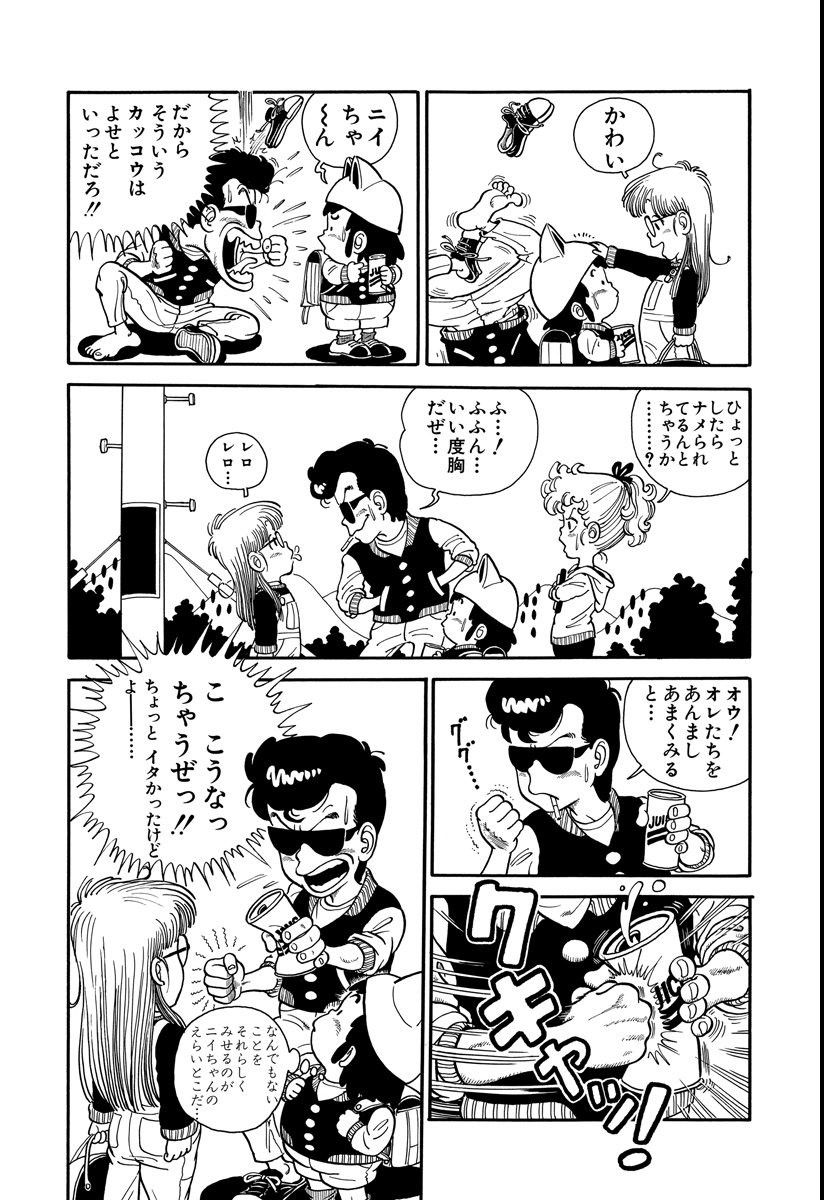 かわい
ニイ
ちゃ
〜ん
だから
そういう
カッコウは
よせと
いっただろ!!
ひょっと
したら
ナメられ
てるんと
ちゃうか
………?
ふ…!
ふふん…
いい度胸
だぜ…
レロ
レロ…
オウ!
オレたちを
あんまし
あまくみる
と…
ググ…
JUI
クキャッ!!
JIC
こ こうなっ
ちゃうぜっ!!
ちょっと イタかったけど
よ―――………
なんでもない
ことを
それらしく
みせるのが
ニイちゃんの
えらいとこだ…